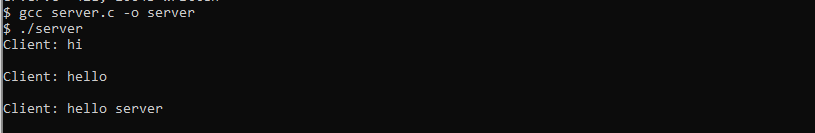 $ gcc server.c -o server
$ ./server
Client: hi
Client: hello
Client: hello server